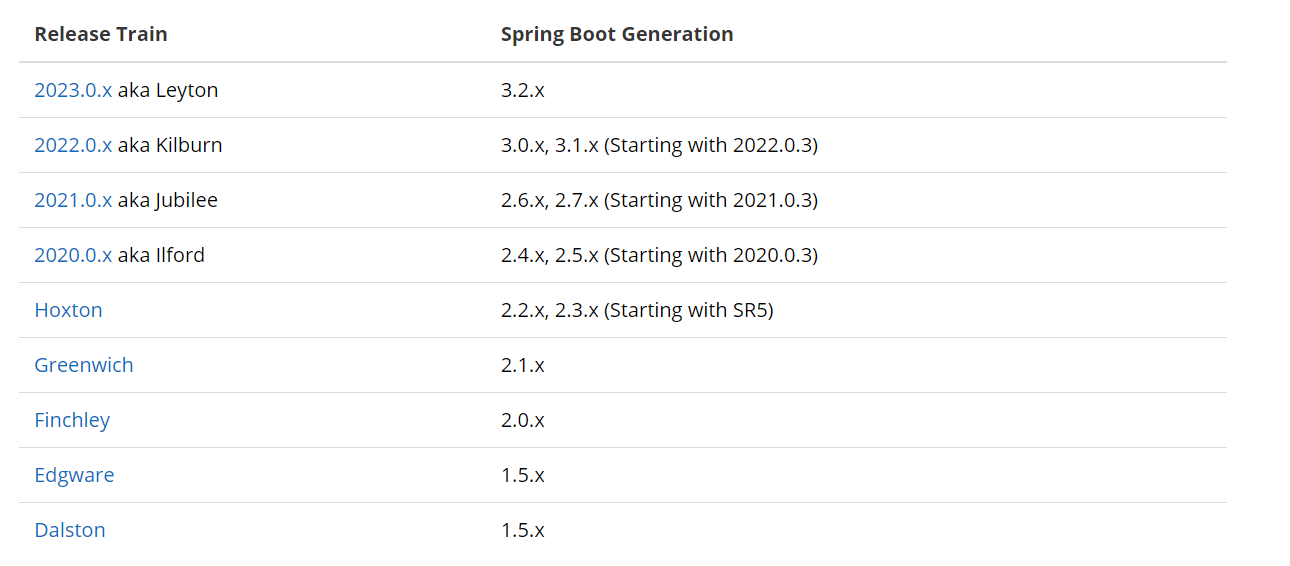 Release Train Spring Boot Generation
2023.0.x aka Leyton 3.2.x
2022.0.x aka Kilburn 3.0.x, 3.1.x (Starting with 2022.0.3)
2021.0.x aka Jubilee 2.6.x, 2.7.x (Starting with 2021.0.3)
2020.0.x aka Ilford 2.4.x, 2.5.x (Starting with 2020.0.3)
Hoxton 2.2.x, 2.3.x (Starting with SR5)
Greenwich 2.1.x
Finchley 2.0.x
Edgware 1.5.x
Dalston 1.5.x